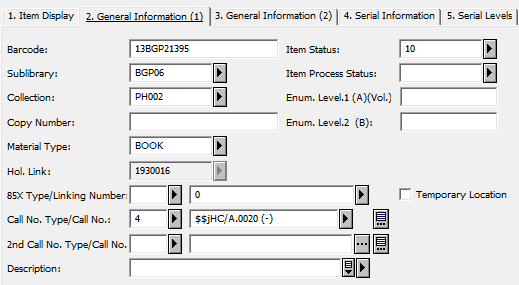 1. Item Display 2. General Information (1) 3. General Information (2) 4. Serial Information 5. Serial Levels
Barcode: 13BGP21395 Item Status: 10
Sublibrary: BGP06 Item Process Status:
Collection: PH002 Enum. Level.1 (A)(Vol.)
Copy Number: Enum. Level.2 (B):
Material Type: BOOK
Hol. Link: 1930016
85X Type/Linking Number: 0 Temporary Location
Call No. Type/Call No.: 4 $$jHC/A.0020 (-)
2nd Call No. Type/Call No.
Description: